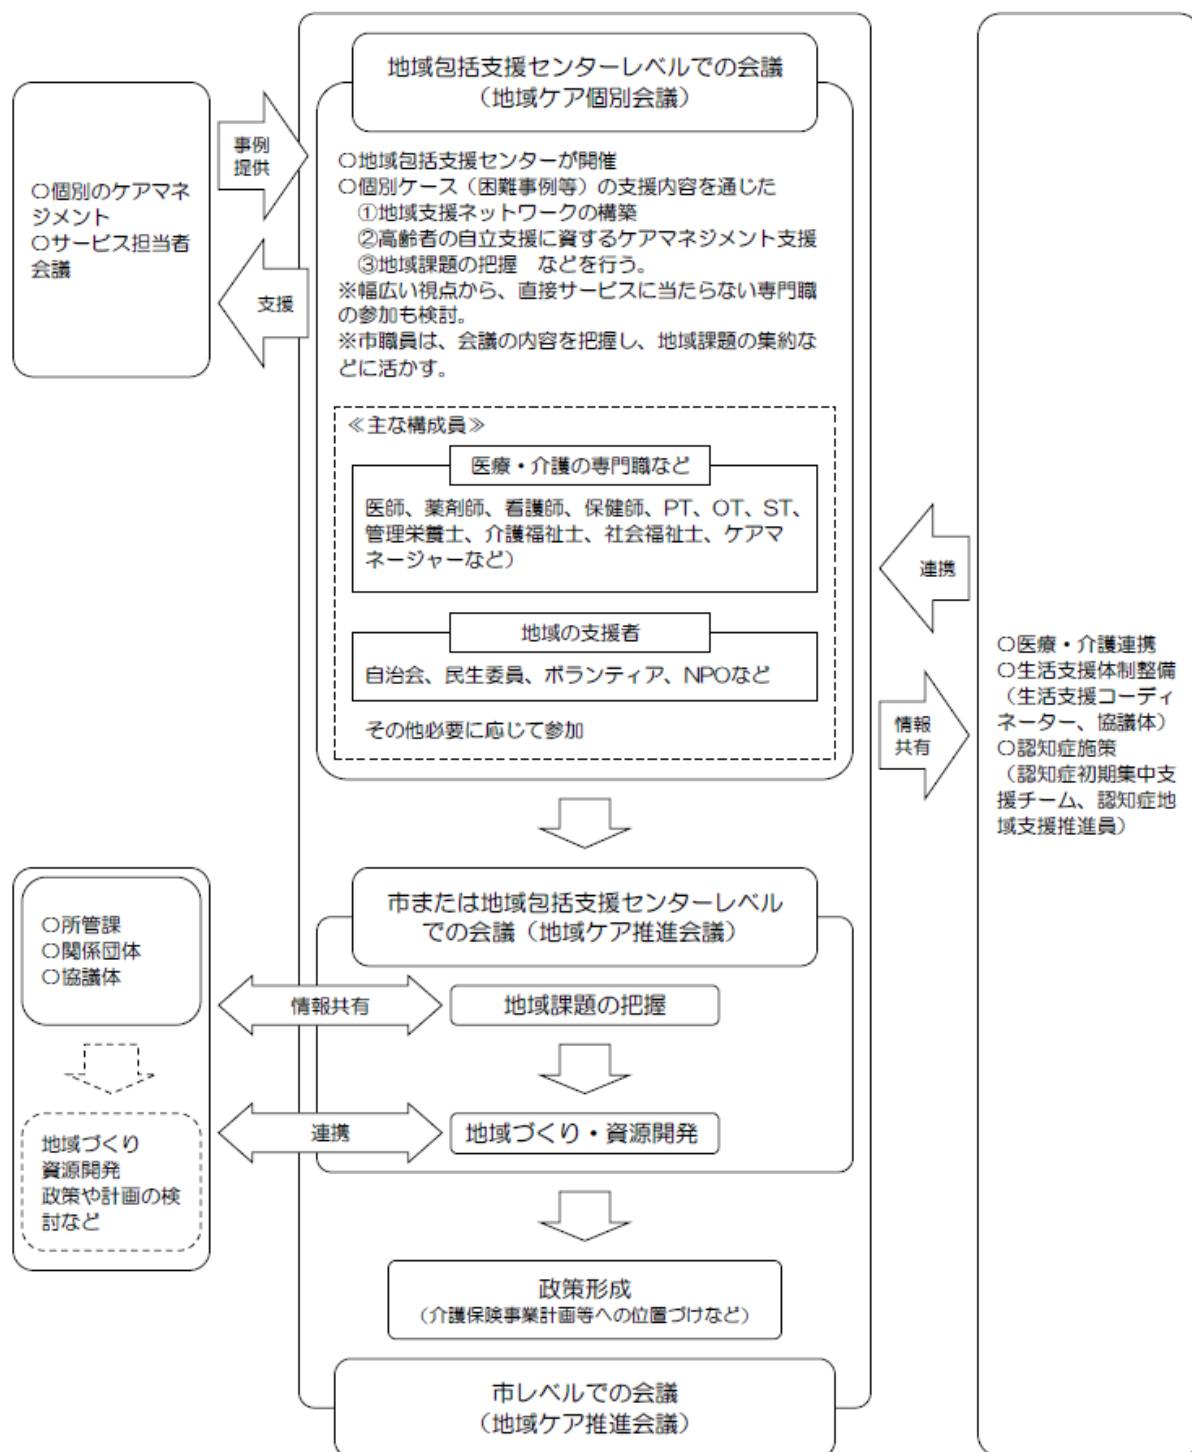 地域包括支援センターレベルでの会議
（地域ケア個別会議）
事例
提供
○個別のケアマネ
ジメント
○サービス担当者
会議
支援
○地域包括支援センターが開催
○個別ケース（困難事例等）の支援内容を通じた
①地域支援ネットワークの構築
②高齢者の自立支援に資するケアマネジメント支援
③地域課題の把握　などを行う。
※幅広い視点から、直接サービスに当たらない専門職
の参加も検討。
※市職員は、会議の内容を把握し、地域課題の集約な
どに活かす。
≪主な構成員≫
医療・介護の専門職など
医師、薬剤師、看護師、保健師、PT、OT、ST、
管理栄養士、介護福祉士、社会福祉士、ケアマ
ネージャーなど）
地域の支援者
自治会、民生委員、ボランティア、NPOなど
その他必要に応じて参加
連携
情報
共有
○医療・介護連携
○生活支援体制整備
（生活支援コーディ
ネーター、協議体）
○認知症施策
（認知症初期集中支
援チーム、認知症地
域支援推進員）
市または地域包括支援センターレベル
での会議（地域ケア推進会議）
○所管課
○関係団体
○協議体
情報共有
地域課題の把握
連携
地域づくり・資源開発
地域づくり
資源開発
政策や計画の検
討など
政策形成
（介護保険事業計画等への位置づけなど）
市レベルでの会議
（地域ケア推進会議）